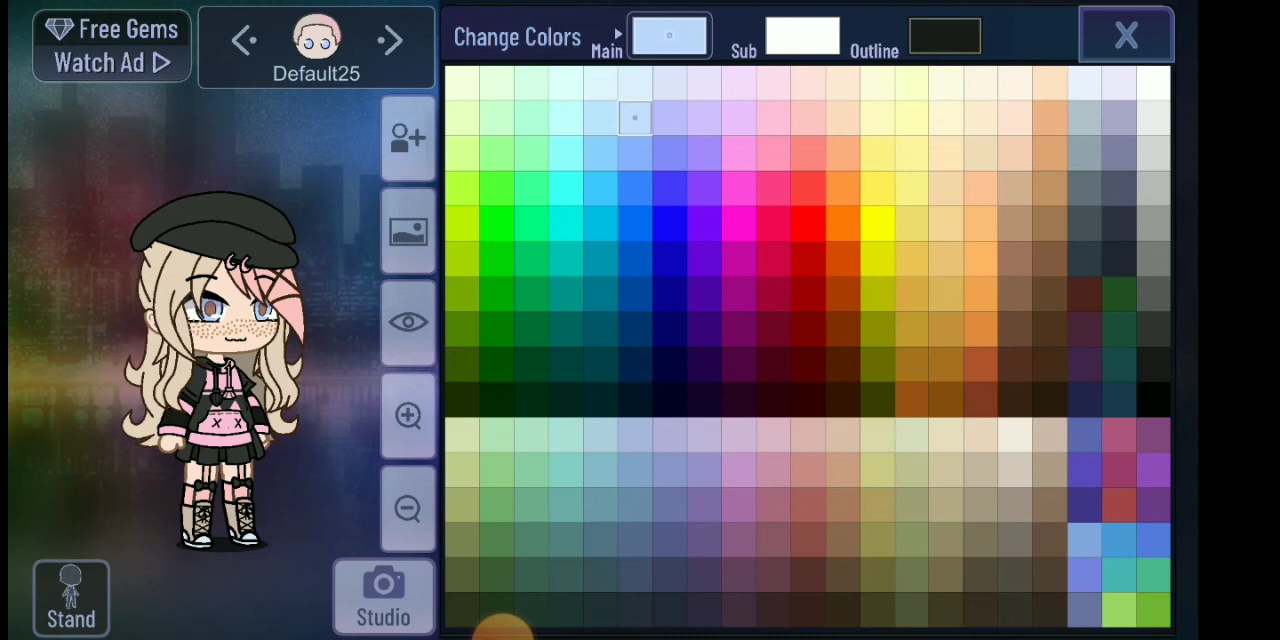 Free Gems
Watch Ad
Default25
Change Colors
Main
Sub
Outline
X
Stand
Studio